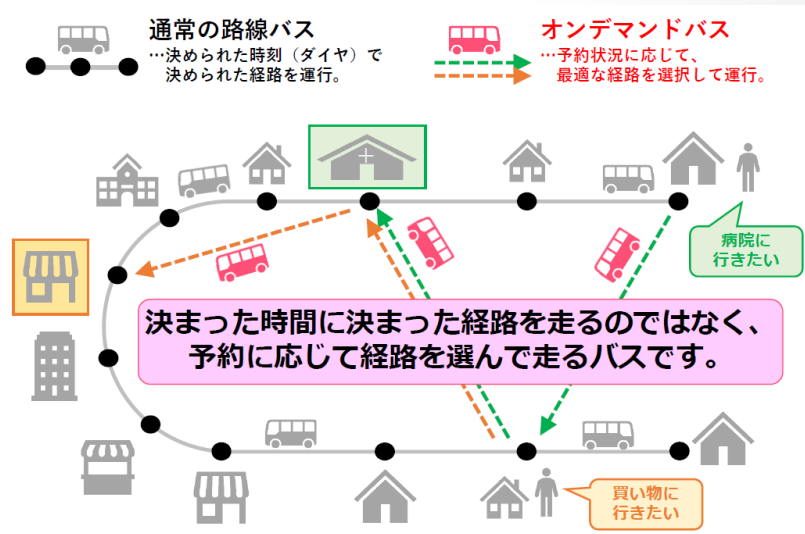 通常の路線バス
…決められた時刻（ダイヤ）で
決められた経路を運行。
オンデマンドバス
…予約状況に応じて、
最適な経路を選択して運行。
病院に
行きたい
決まった時間に決まった経路を走るのではなく、
予約に応じて経路を選んで走るバスです。
買い物に
行きたい